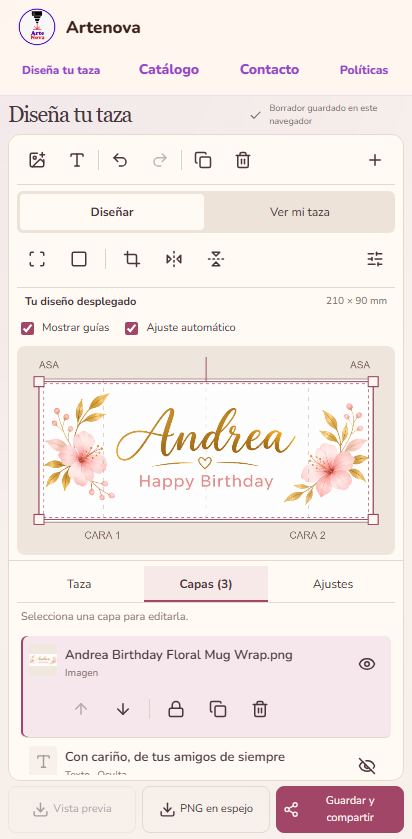 Arte
Nova
Artenova
Diseña tu taza
Catálogo
Contacto
Políticas
Diseña tu taza
Borrador guardado en este
navegador
Diseñar
Ver mi taza
Tu diseño desplegado
210 × 90 mm
Mostrar guías
Ajuste automático
ASA
ASA
Andrea
Happy Birthday
CARA 1
CARA 2
Taza
Capas (3)
Ajustes
Selecciona una capa para editarla.
Andrea Birthday Floral Mug Wrap.png
Imagen
Con cariño, de tus amigos de siempre
Texto · Oculta
Vista previa
PNG en espejo
Guardar y
compartir